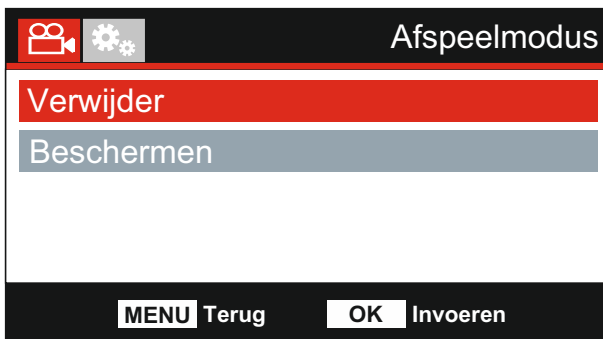 Afspeelmodus
Verwijder
Beschermen
MENU Terug OK Invoeren